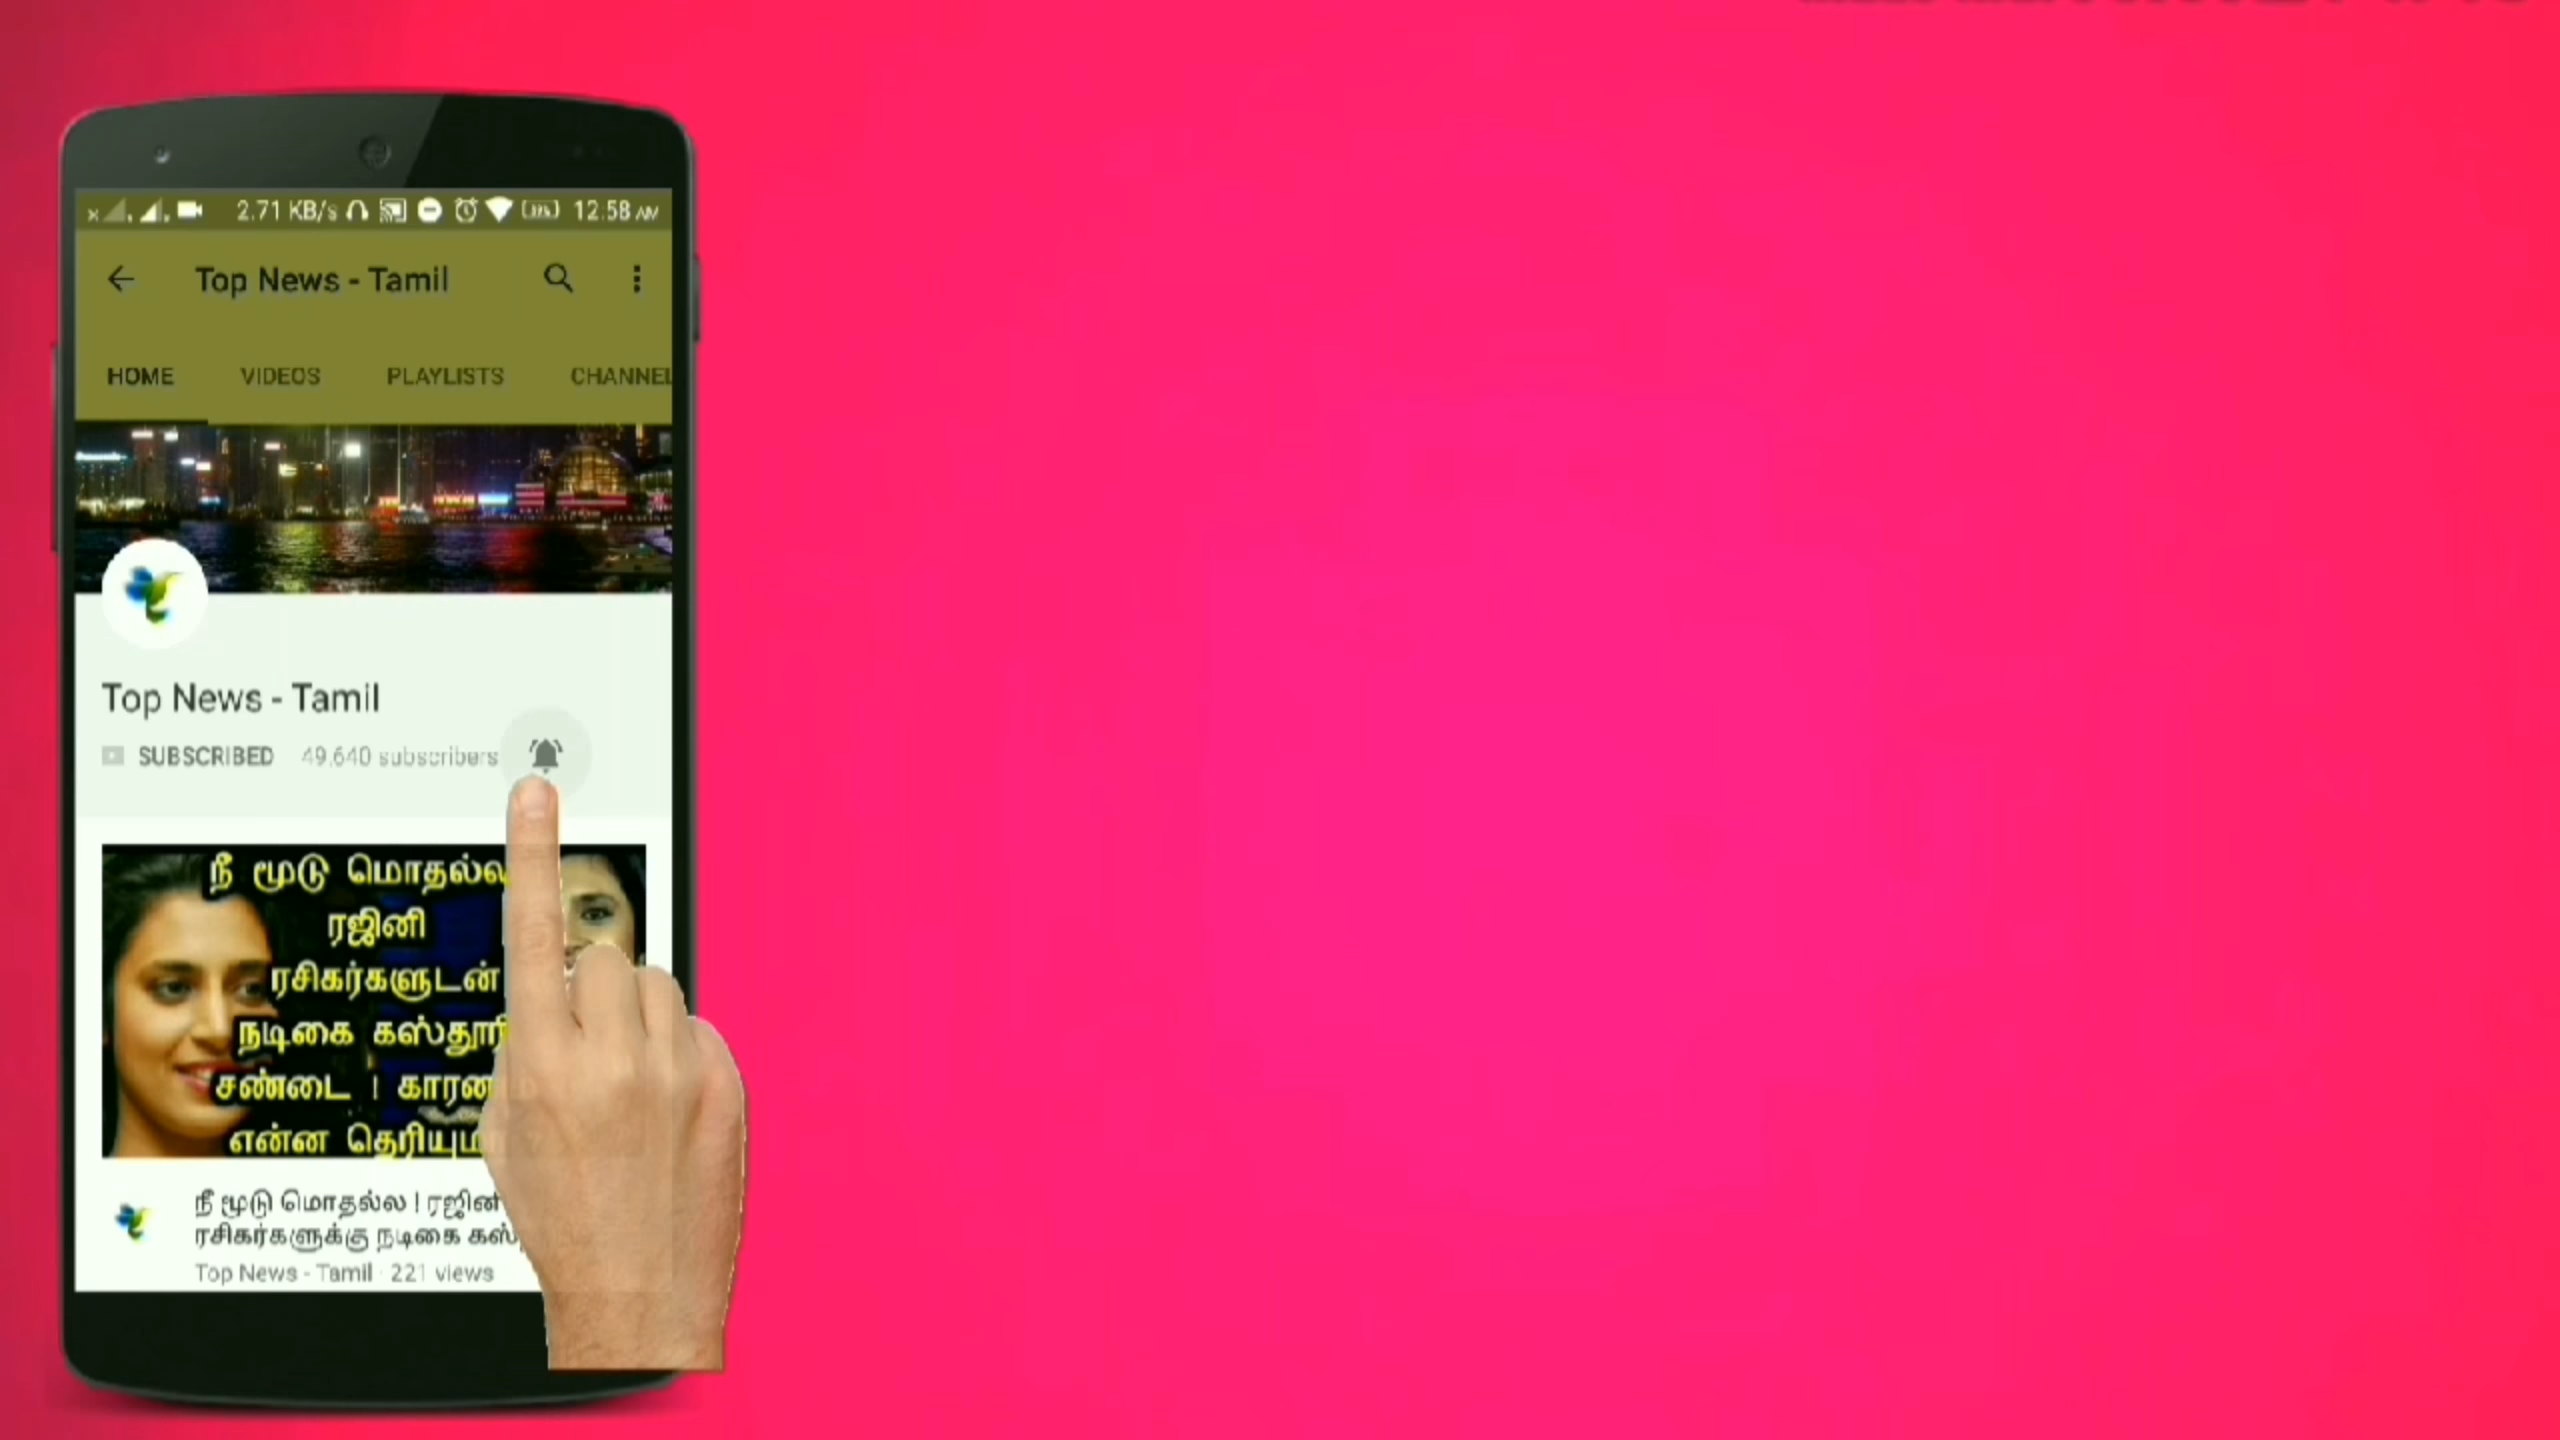 2.71 KB/s 12.58 AM
Top News - Tamil
HOME VIDEOS PLAYLISTS CHANNEL
Top News - Tamil
SUBSCRIBED 49,640 subscribers
நீ மூடு மொதல்ல
ரஜினி
ரசிகர்களுடன்
நடிகை கஸ்தூரி
சண்டை | காரணம்
என்ன தெரியுமா ?
நீ மூடு மொதல்ல | ரஜினி
ரசிகர்களுக்கு நடிகை
Top News - Tamil · 221 views